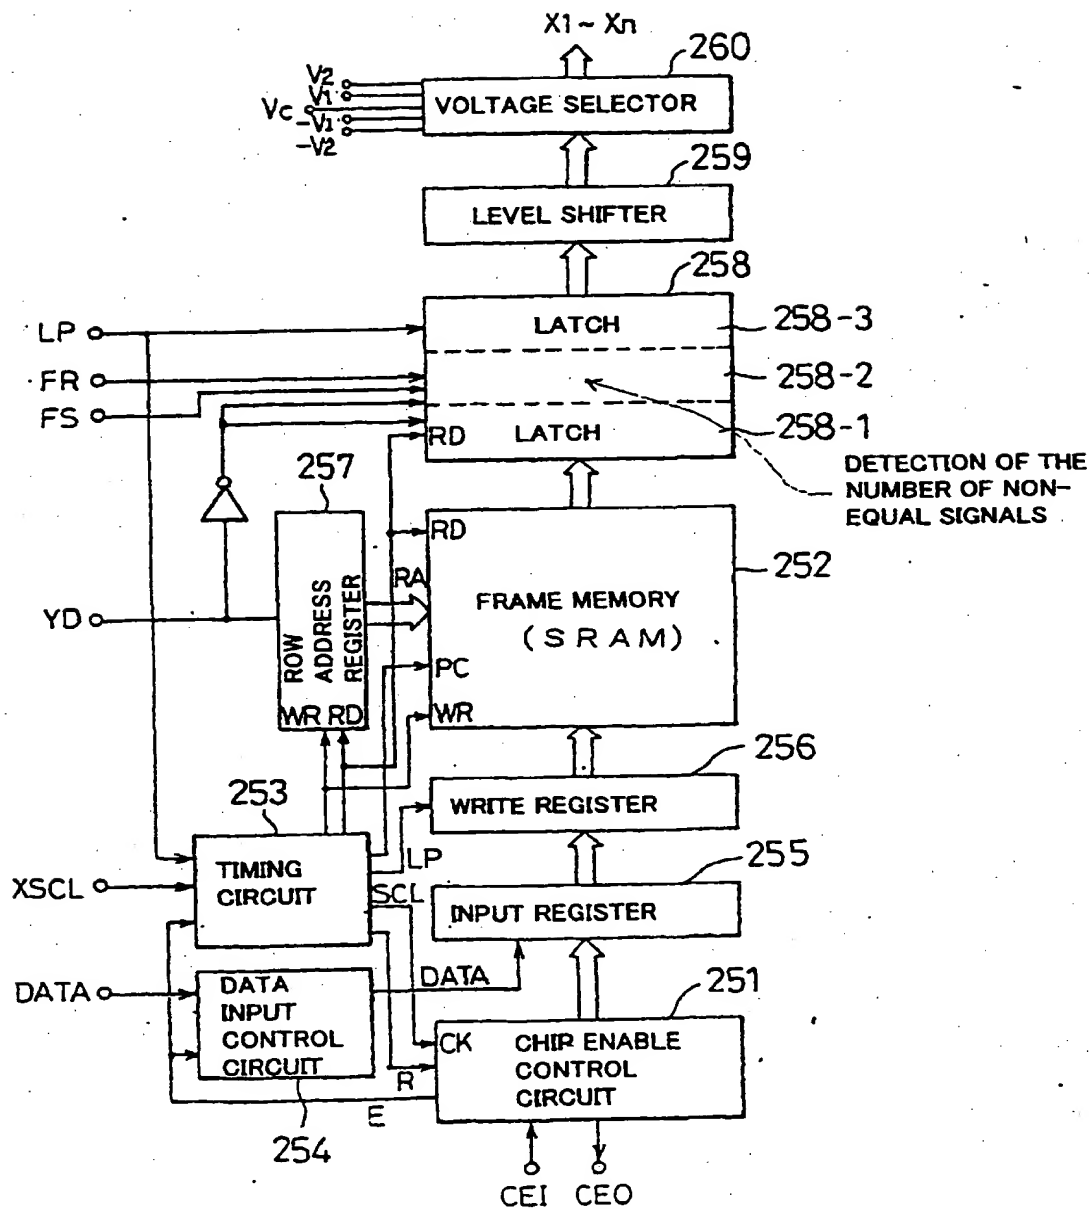 X1 ~ Xn
260
V2
V1
Vc
-V1
-V2
VOLTAGE SELECTOR
259
LEVEL SHIFTER
258
LP
LATCH
258-3
FR
258-2
FS
258-1
RD
LATCH
DETECTION OF THE
NUMBER OF NON-
EQUAL SIGNALS
257
RD
252
RA
FRAME MEMORY
(SRAM)
YD
ROW
ADDRESS
REGISTER
PC
WR RD
WR
256
253
WRITE REGISTER
LP
TIMING
CIRCUIT
255
XSCL
SCL
INPUT REGISTER
DATA
DATA
INPUT
CONTROL
CIRCUIT
DATA
251
CK
CHIP ENABLE
CONTROL
CIRCUIT
R
E
254
CEI
CEO